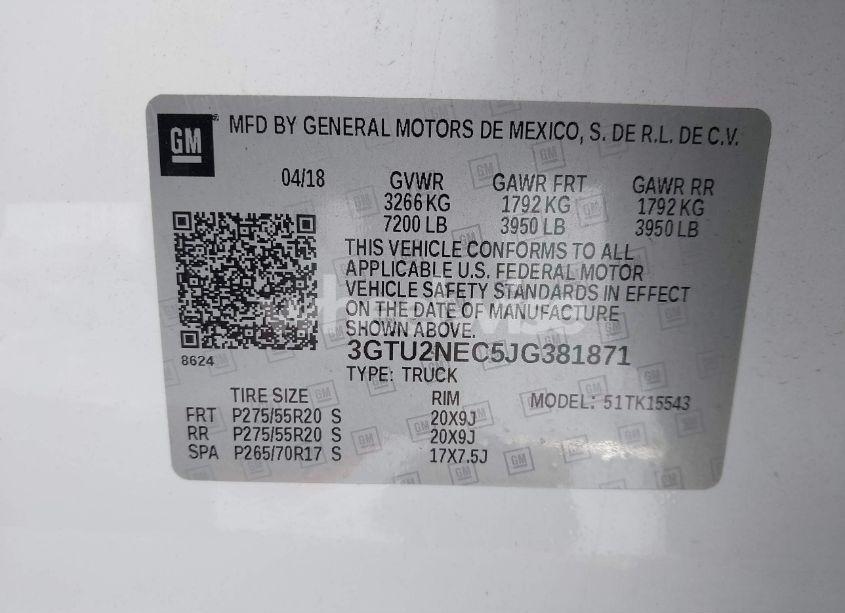 GM MFD BY GENERAL MOTORS DE MEXICO, S. DE R.L. DE C.V.
04/18 GVWR GAWR FRT GAWR RR
3266 KG 1792 KG 1792 KG
7200 LB 3950 LB 3950 LB
THIS VEHICLE CONFORMS TO ALL
APPLICABLE U.S. FEDERAL MOTOR
VEHICLE SAFETY STANDARDS IN EFFECT
ON THE DATE OF MANUFACTURE
SHOWN ABOVE.
3GTU2NEC5JG381871
8624
TYPE: TRUCK
TIRE SIZE RIM MODEL: 51TK15543
FRT P275/55R20 S 20X9J
RR P275/55R20 S 20X9J
SPA P265/70R17 S 17X7.5J